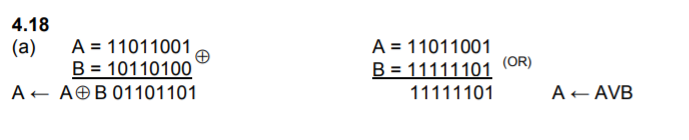 4.18
(a) A = 11011001 ⊕ A = 11011001
B = 10110100 B = 11111101 (OR)
A ← A⊕B 01101101 11111101 A ← AVB